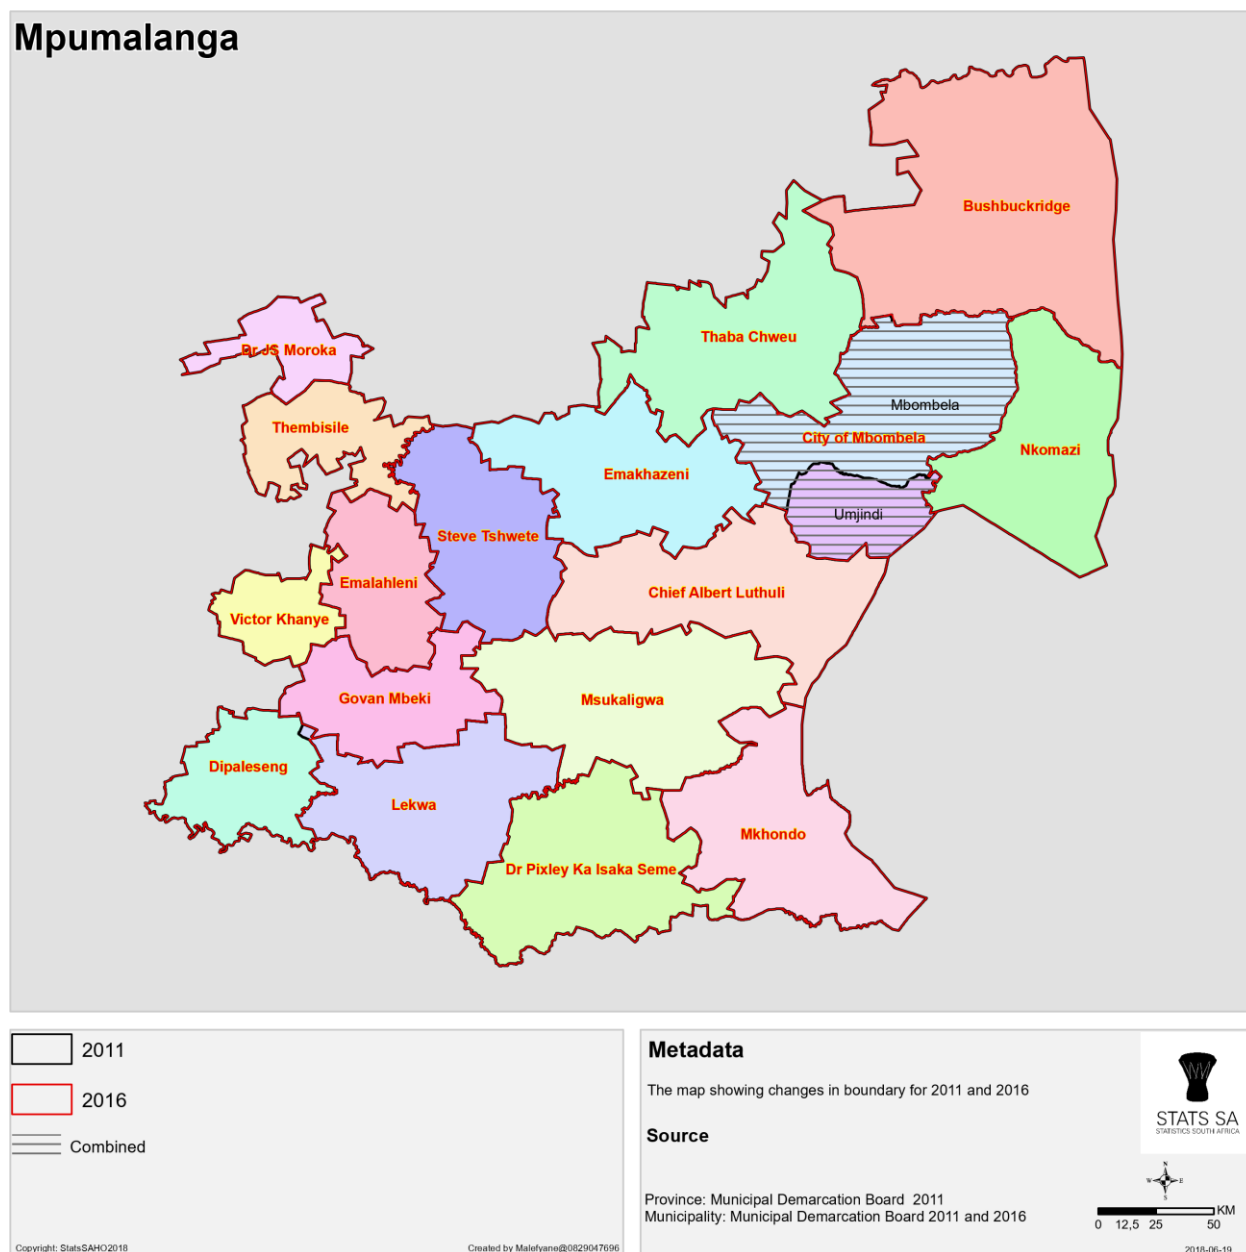 Mpumalanga
Bushbuckridge
Thaba Chweu
Dr JS Moroka
Mbombela
Thembisile
City of Mbombela
Nkomazi
Emakhazeni
Umjindi
Steve Tshwete
Emalahleni
Chief Albert Luthuli
Victor Khanye
Govan Mbeki
Msukaligwa
Dipaleseng
Lekwa
Mkhondo
Dr Pixley Ka Isaka Seme
2011
2016
Combined
Copyright: StatsSAHO2018
Created by Malefyane@0829047696
Metadata
The map showing changes in boundary for 2011 and 2016
Source
Province: Municipal Demarcation Board 2011
Municipality: Municipal Demarcation Board 2011 and 2016
STATS SA
STATISTICS SOUTH AFRICA
N
W E
S
KM
0 12,5 25 50
2018-06-19